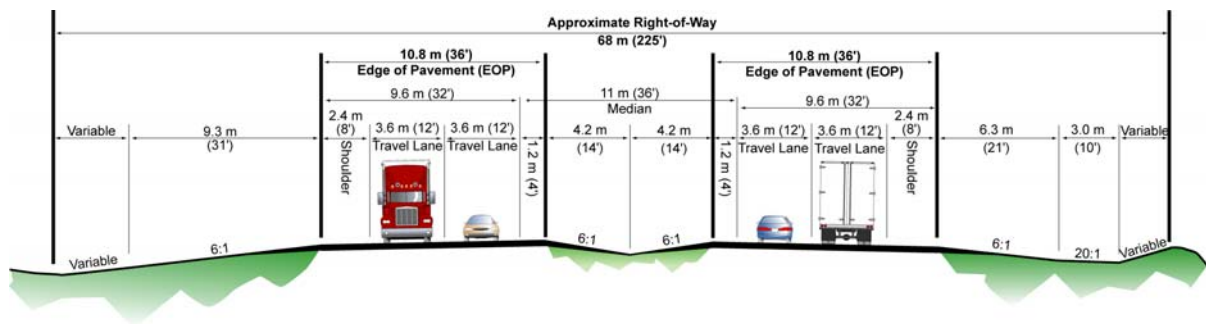 Approximate Right-of-Way
68 m (225')
10.8 m (36')
Edge of Pavement (EOP)
10.8 m (36')
Edge of Pavement (EOP)
9.6 m (32')
11 m (36')
Median
9.6 m (32')
Variable
9.3 m
(31')
2.4 m
(8')
Shoulder
3.6 m (12')
Travel Lane
3.6 m (12')
Travel Lane
1.2 m (4')
4.2 m
(14')
4.2 m
(14')
1.2 m (4')
3.6 m (12')
Travel Lane
3.6 m (12')
Travel Lane
2.4 m
(8')
Shoulder
6.3 m
(21')
3.0 m
(10')
Variable
Variable
6:1
6:1
6:1
6:1
20:1
Variable